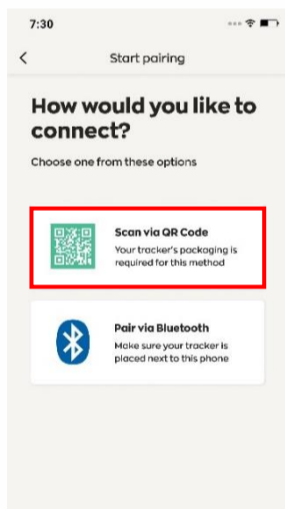 7:30
Start pairing
How would you like to
connect?
Choose one from these options
Scan via QR Code
Your tracker's packaging is
required for this method
Pair via Bluetooth
Make sure your tracker is
placed next to this phone